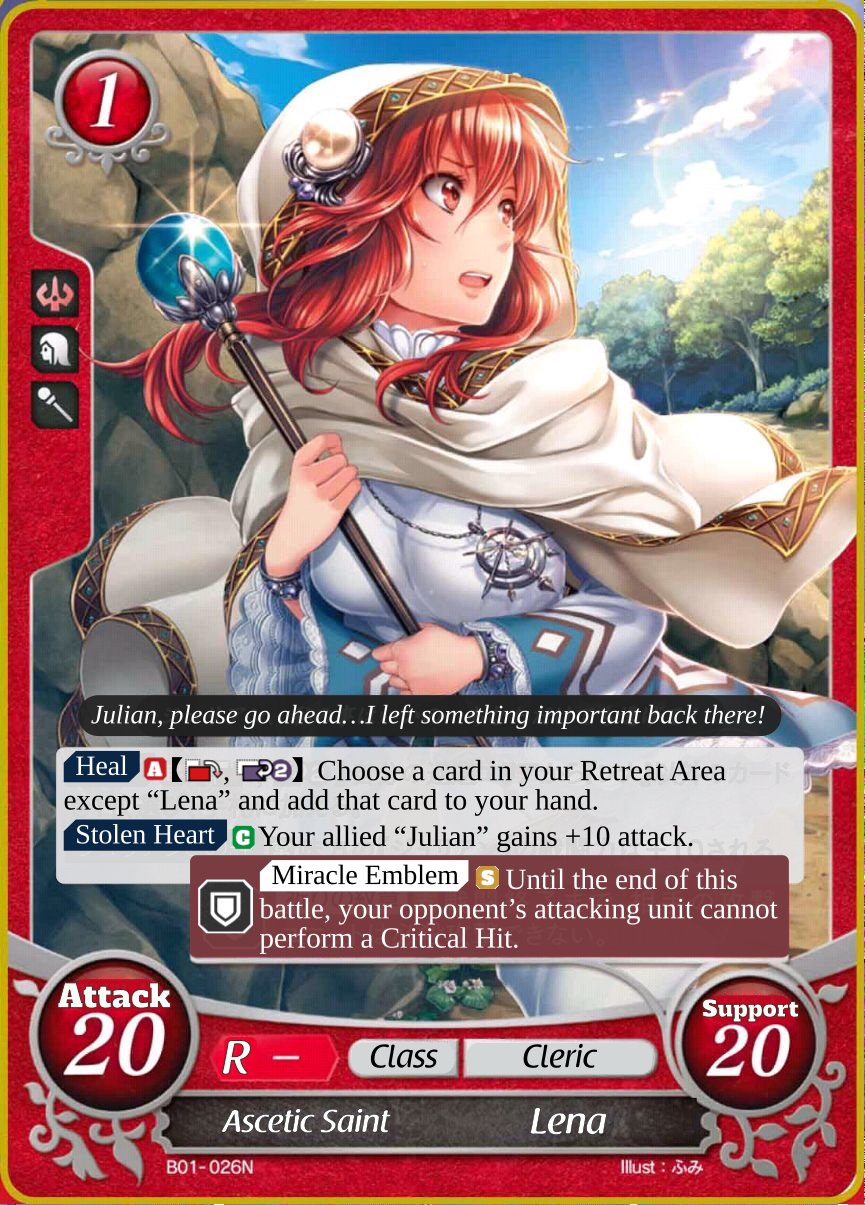 1
Julian, please go ahead…I left something important back there!
Heal A【 , 2】 Choose a card in your Retreat Area
except “Lena” and add that card to your hand.
Stolen Heart C Your allied “Julian” gains +10 attack.
Miracle Emblem S Until the end of this
battle, your opponent’s attacking unit cannot
perform a Critical Hit.
Attack
20
R –
Class
Cleric
Support
20
Ascetic Saint
Lena
B01-026N
Illust : ふみ